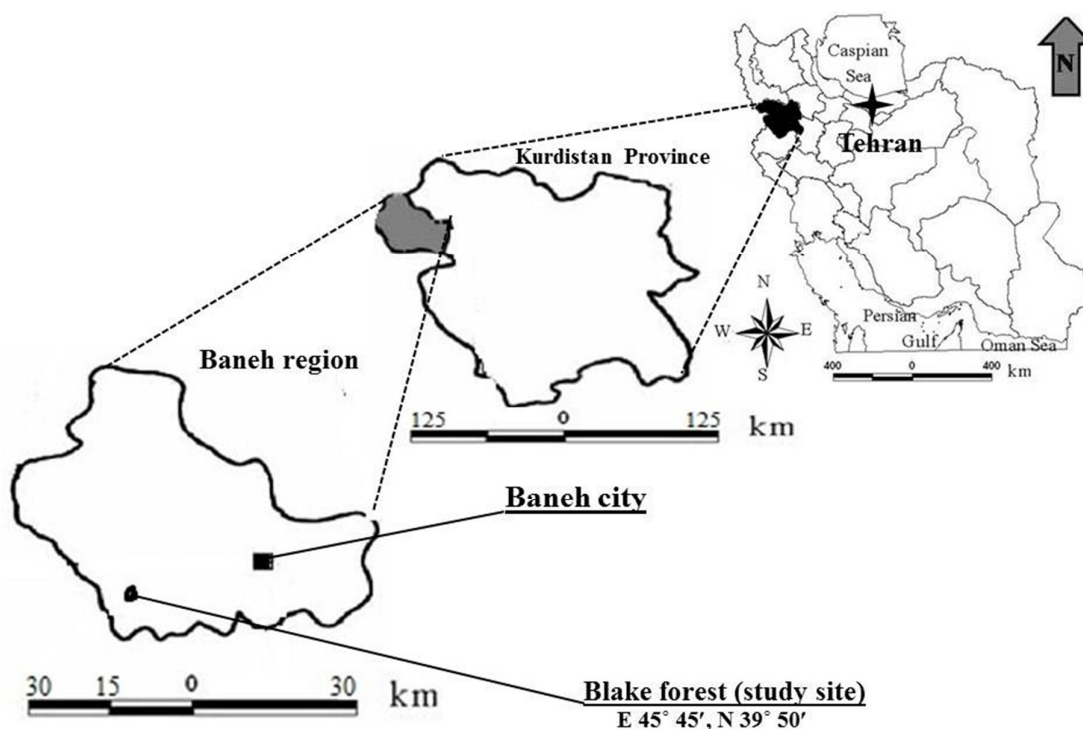 Caspian
Sea
N
Tehran
Kurdistan Province
N
W E
S
Persian
Gulf
Oman Sea
400 0 400
km
Baneh region
125 0 125
km
Baneh city
30 15 0 30
km
Blake forest (study site)
E 45° 45′, N 39° 50′